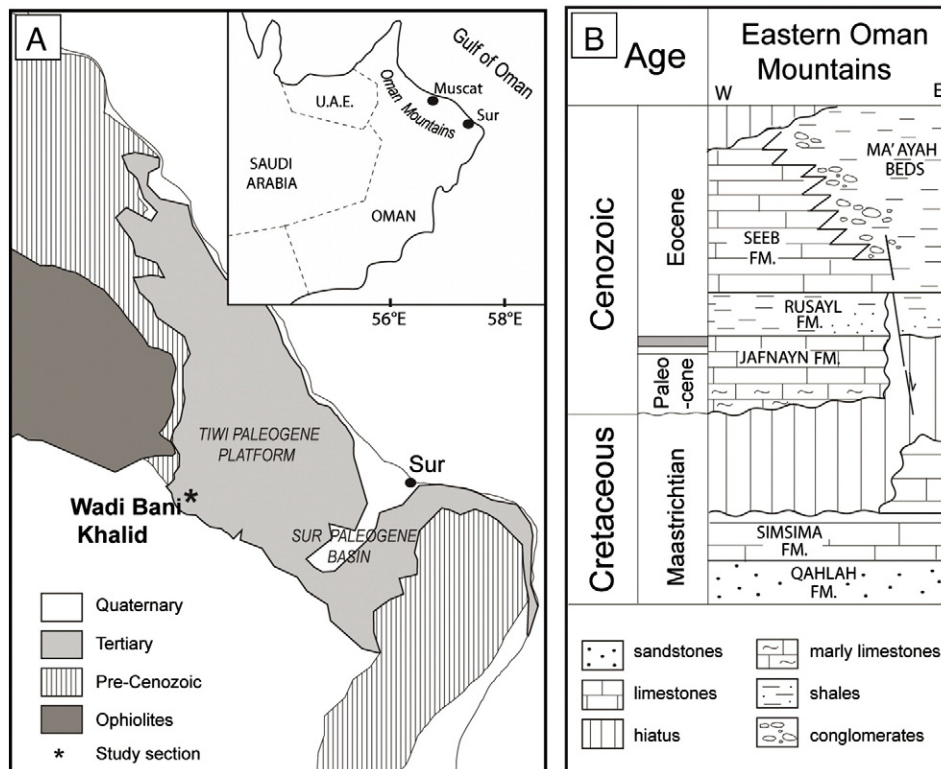 A
Gulf of Oman
U.A.E.
Oman Mountains
Muscat
Sur
SAUDI
ARABIA
OMAN
56°E
58°E
TIWI PALEOGENE
PLATFORM
Sur
Wadi Bani
Khalid
*
SUR PALEOGENE
BASIN
Quaternary
Tertiary
Pre-Cenozoic
Ophiolites
* Study section
B
Age
Eastern Oman
Mountains
W
E
Cenozoic
Eocene
Paleo
-cene
Cretaceous
Maastrichtian
MA'AYAH
BEDS
SEEB
FM.
RUSAYL
FM.
JAFNAYN FM.
SIMSIMA
FM.
QAHLAH
FM.
sandstones
limestones
hiatus
marly limestones
shales
conglomerates